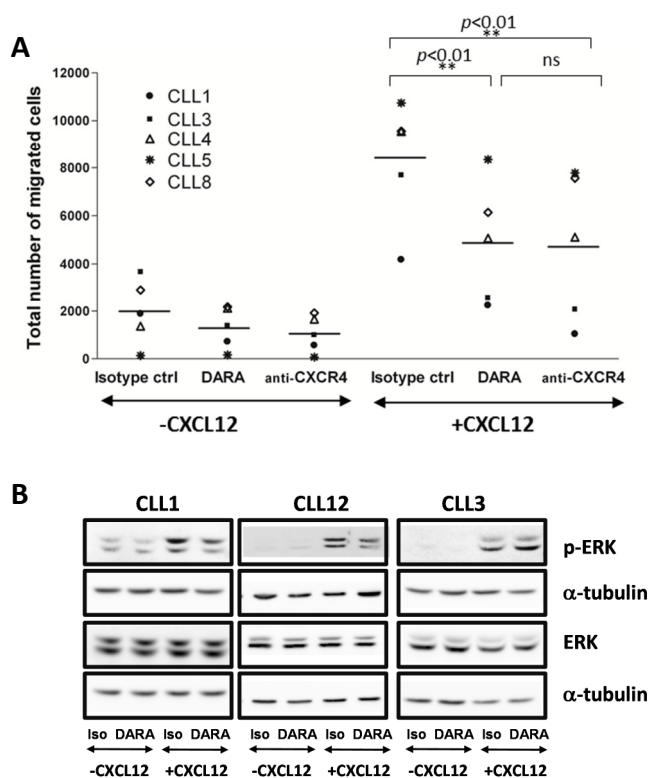 A
p<0.01
**
p<0.01
**
ns
12000
10000
8000
6000
4000
2000
0
Total number of migrated cells
CLL1
CLL3
CLL4
CLL5
CLL8
Isotype ctrl DARA anti-CXCR4 Isotype ctrl DARA anti-CXCR4
-CXCL12 +CXCL12
B
CLL1 CLL12 CLL3
p-ERK
α-tubulin
ERK
α-tubulin
Iso DARA Iso DARA Iso DARA Iso DARA Iso DARA Iso DARA
-CXCL12 +CXCL12 -CXCL12 +CXCL12 -CXCL12 +CXCL12